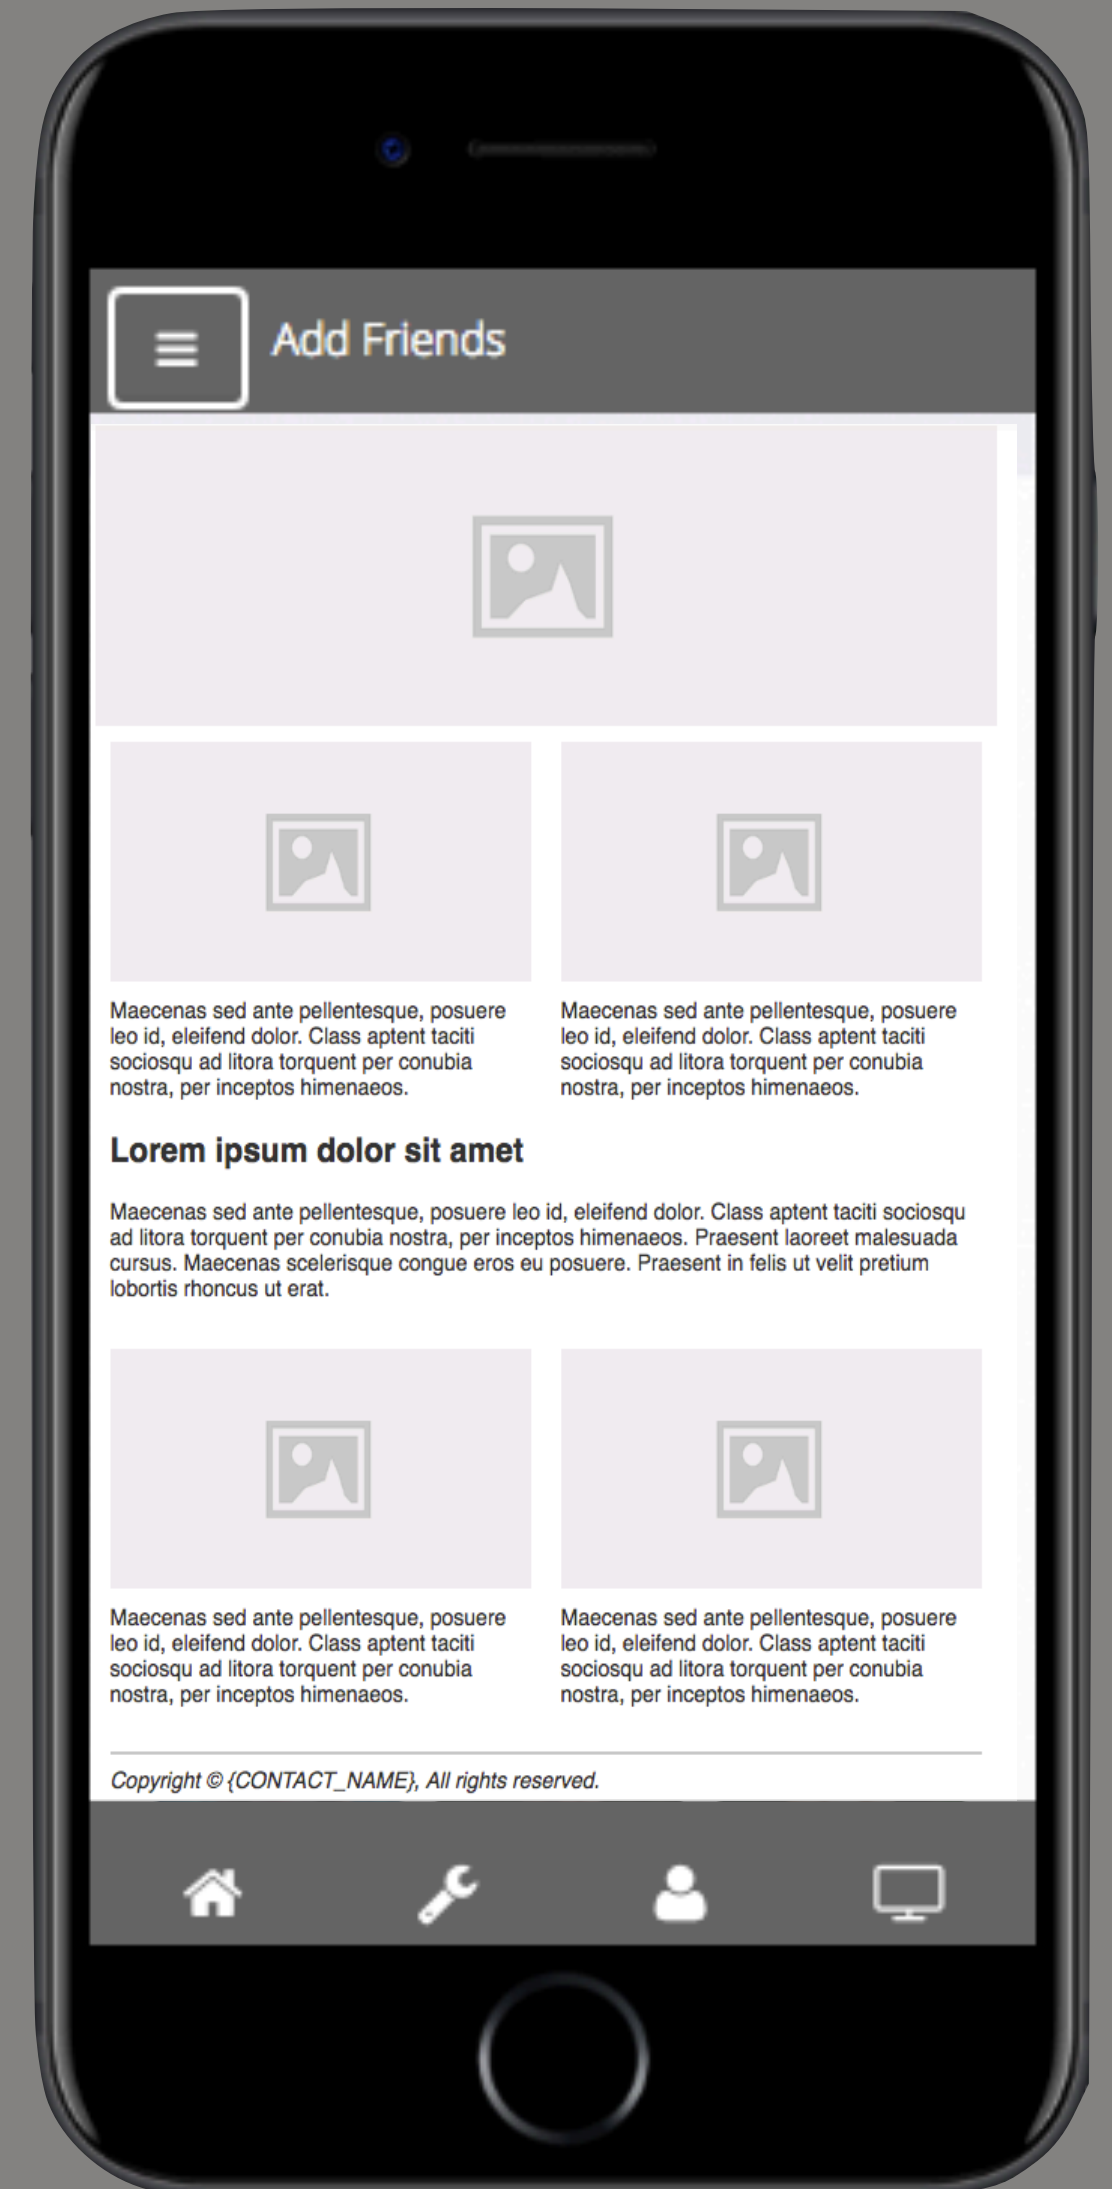 Add Friends
Maecenas sed ante pellentesque, posuere
leo id, eleifend dolor. Class aptent taciti
sociosqu ad litora torquent per conubia
nostra, per inceptos himenaeos.
Maecenas sed ante pellentesque, posuere
leo id, eleifend dolor. Class aptent taciti
sociosqu ad litora torquent per conubia
nostra, per inceptos himenaeos.
Lorem ipsum dolor sit amet
Maecenas sed ante pellentesque, posuere leo id, eleifend dolor. Class aptent taciti sociosqu
ad litora torquent per conubia nostra, per inceptos himenaeos. Praesent laoreet malesuada
cursus. Maecenas scelerisque congue eros eu posuere. Praesent in felis ut velit pretium
lobortis rhoncus ut erat.
Maecenas sed ante pellentesque, posuere
leo id, eleifend dolor. Class aptent taciti
sociosqu ad litora torquent per conubia
nostra, per inceptos himenaeos.
Maecenas sed ante pellentesque, posuere
leo id, eleifend dolor. Class aptent taciti
sociosqu ad litora torquent per conubia
nostra, per inceptos himenaeos.
Copyright © {CONTACT_NAME}, All rights reserved.